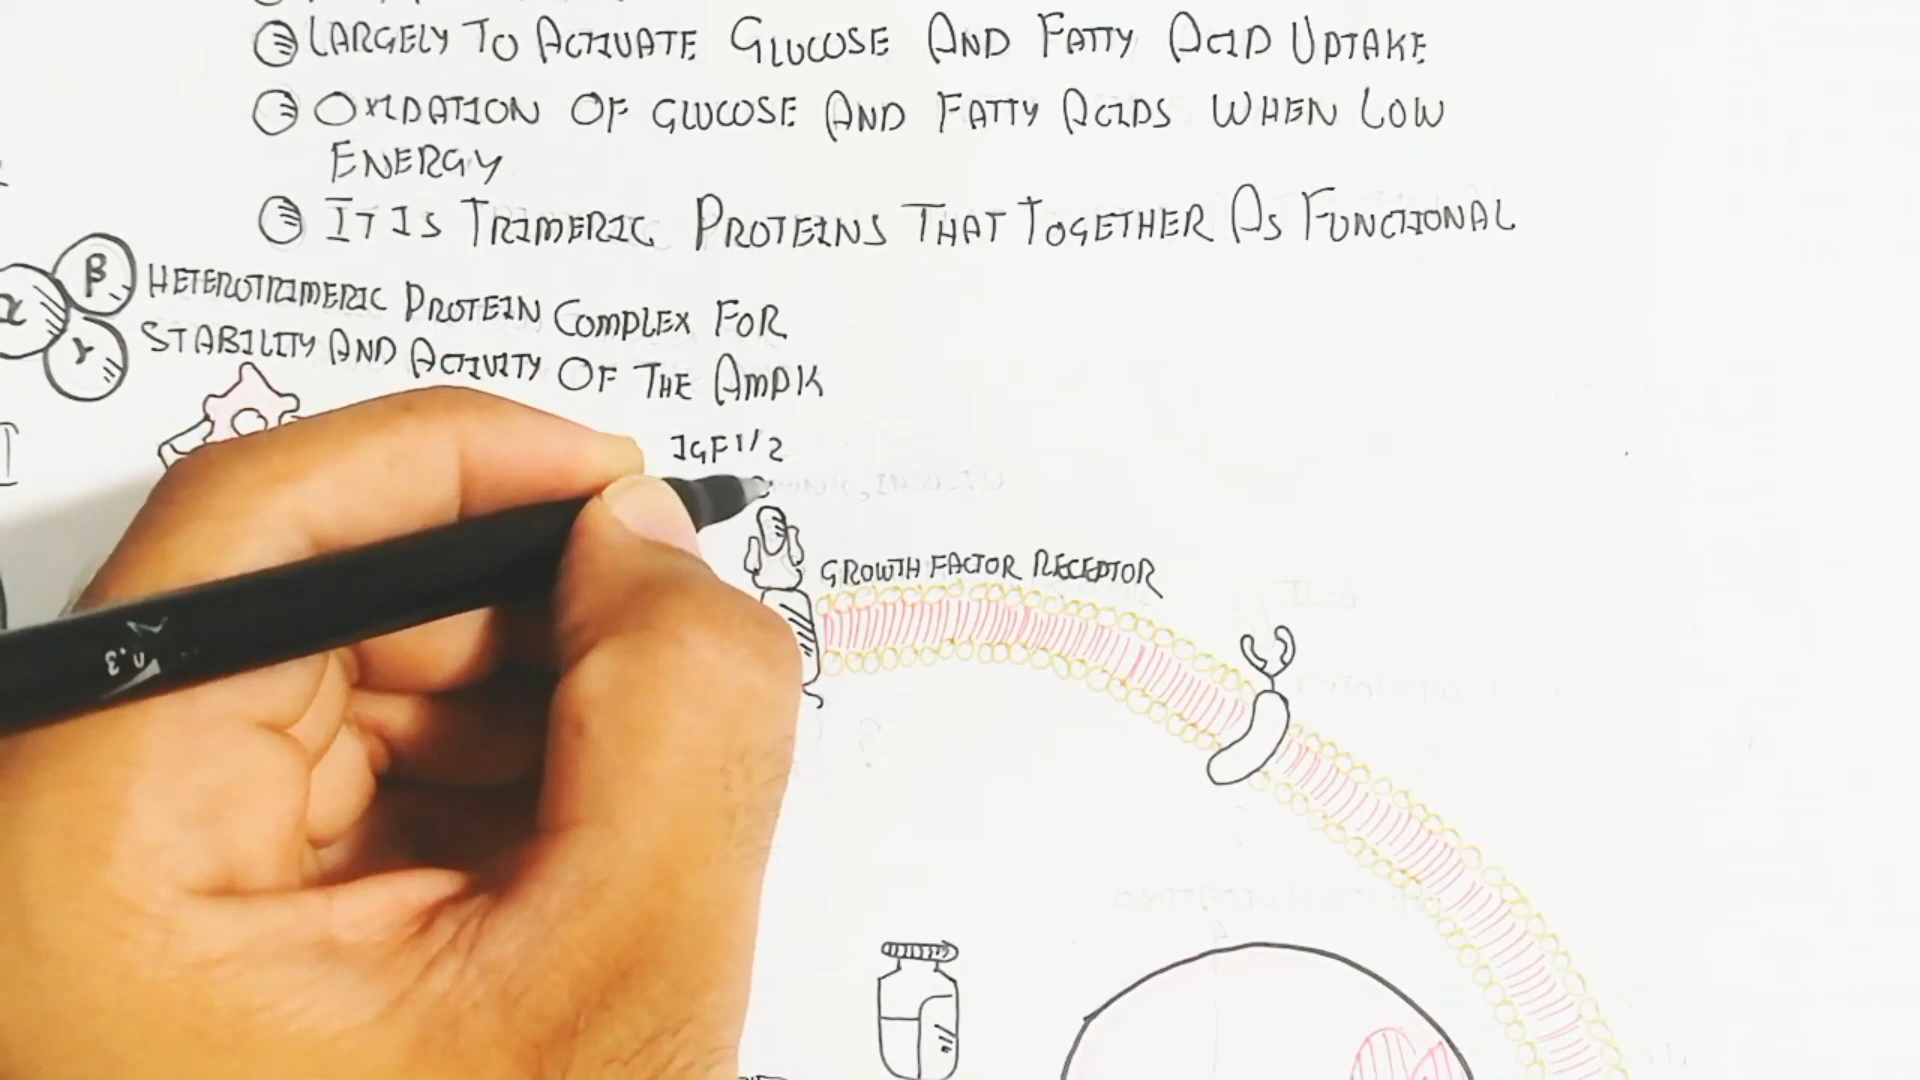 LARGELY TO ACTIVATE GLUCOSE AND FATTY ACID UPTAKE
OXIDATION OF GLUCOSE AND FATTY ACIDS WHEN LOW
ENERGY
IT IS TRIMERIC PROTEINS THAT TOGETHER AS FUNCTIONAL
α β γ
HETEROTRIMERIC PROTEIN COMPLEX FOR
STABILITY AND ACTIVITY OF THE AMPK
IGF 1/2
GROWTH FACTOR RECEPTOR
n.3